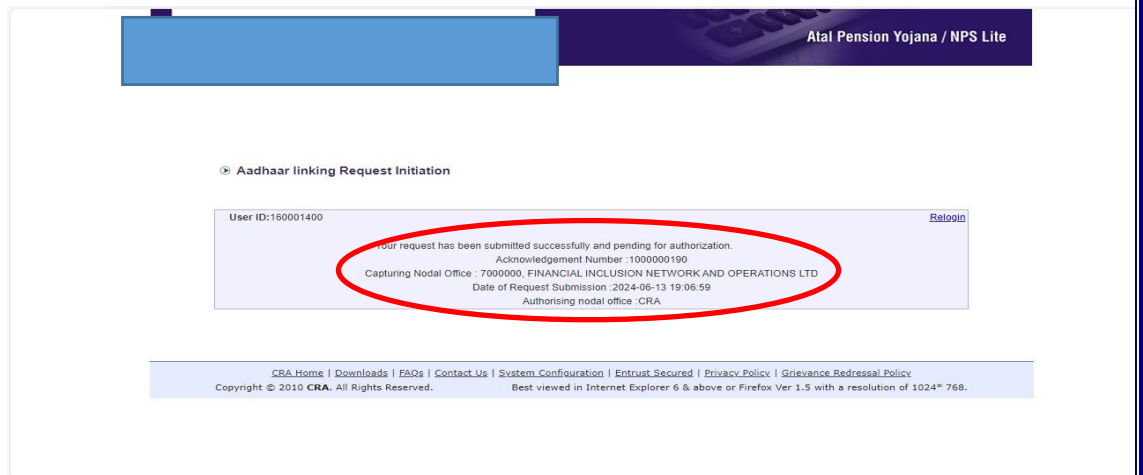 Atal Pension Yojana / NPS Lite
Aadhaar linking Request Initiation
User ID:160001400 Relogin
Your request has been submitted successfully and pending for authorization.
Acknowledgement Number :1000000190
Capturing Nodal Office : 7000000, FINANCIAL INCLUSION NETWORK AND OPERATIONS LTD
Date of Request Submission :2024-06-13 19:06:59
Authorising nodal office :CRA
CRA Home | Downloads | FAQs | Contact Us | System Configuration | Entrust Secured | Privacy Policy | Grievance Redressal Policy
Copyright © 2010 CRA. All Rights Reserved. Best viewed in Internet Explorer 6 & above or Firefox Ver 1.5 with a resolution of 1024* 768.